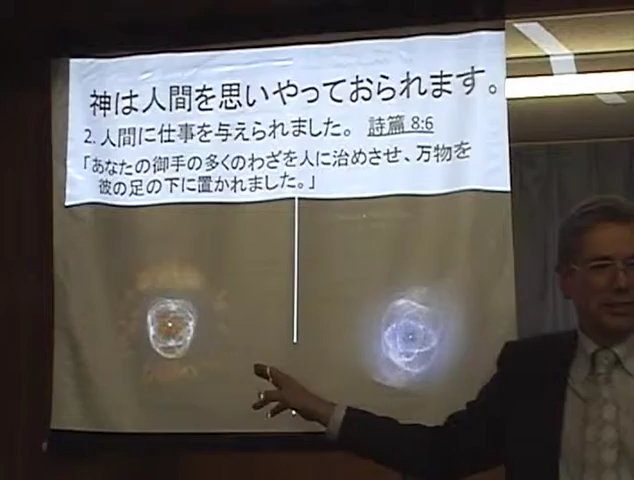 神は人間を思いやっておられます。
2. 人間に仕事を与えられました。 詩篇 8:6
「あなたの御手の多くのわざを人に治めさせ、万物を
彼の足の下に置かれました。」